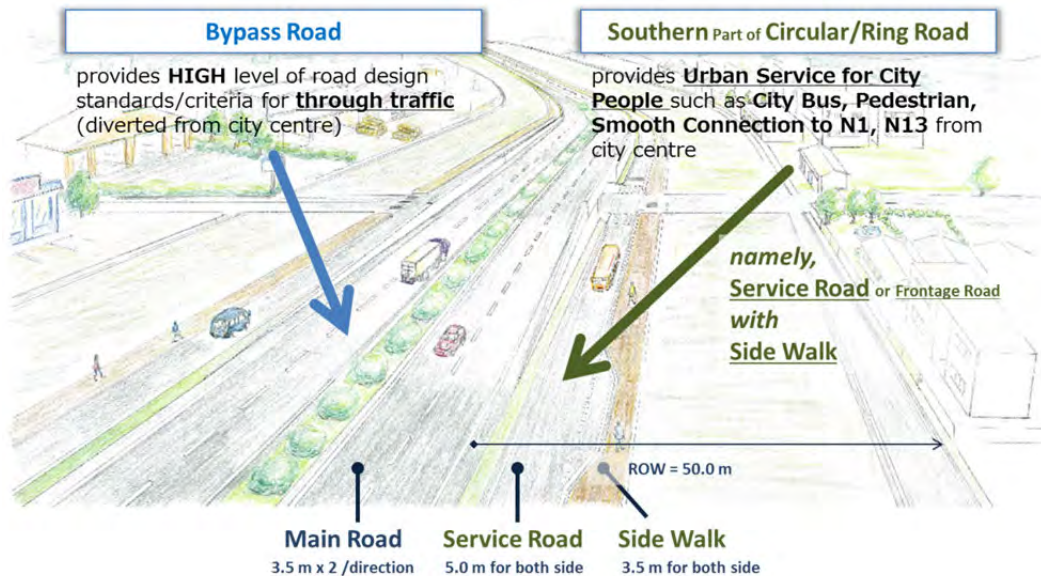 Bypass Road
provides HIGH level of road design
standards/criteria for through traffic
(diverted from city centre)
Southern Part of Circular/Ring Road
provides Urban Service for City
People such as City Bus, Pedestrian,
Smooth Connection to N1, N13 from
city centre
namely,
Service Road or Frontage Road
with
Side Walk
ROW = 50.0 m
Main Road
3.5 m x 2 /direction
Service Road
5.0 m for both side
Side Walk
3.5 m for both side